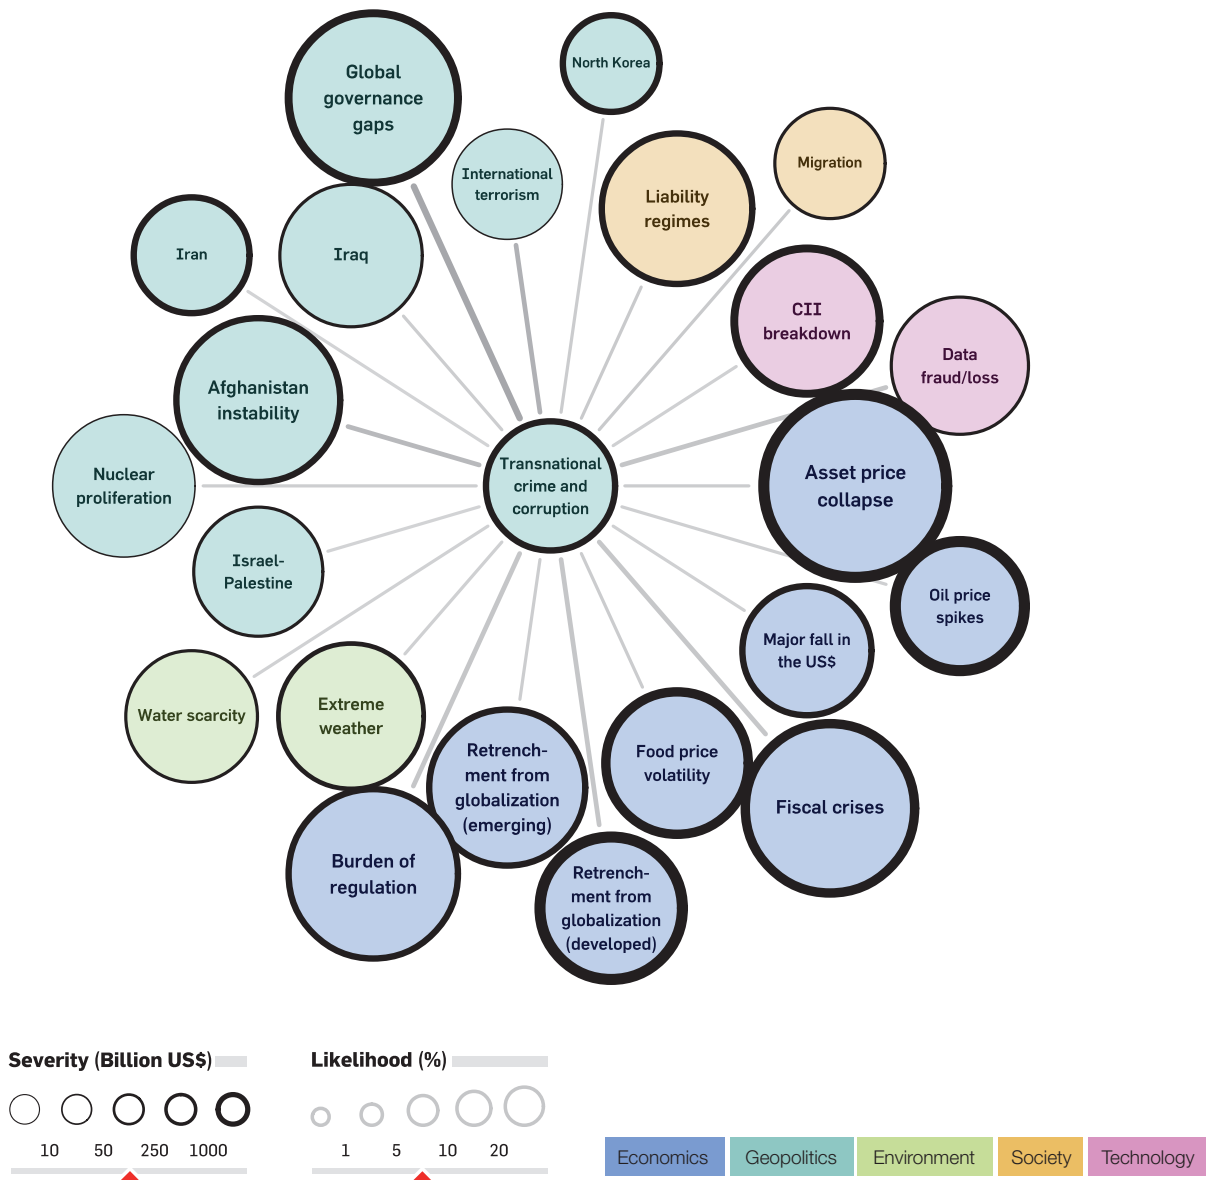 Global
governance
gaps
North Korea
International
terrorism
Migration
Liability
regimes
Iran
Iraq
CII
breakdown
Data
fraud/loss
Afghanistan
instability
Transnational
crime and
corruption
Asset price
collapse
Nuclear
proliferation
Israel-
Palestine
Oil price
spikes
Major fall in
the US$
Water scarcity
Extreme
weather
Retrench-
ment from
globalization
(emerging)
Food price
volatility
Fiscal crises
Burden of
regulation
Retrench-
ment from
globalization
(developed)
Severity (Billion US$)
10 50 250 1000
Likelihood (%)
1 5 10 20
Economics Geopolitics Environment Society Technology